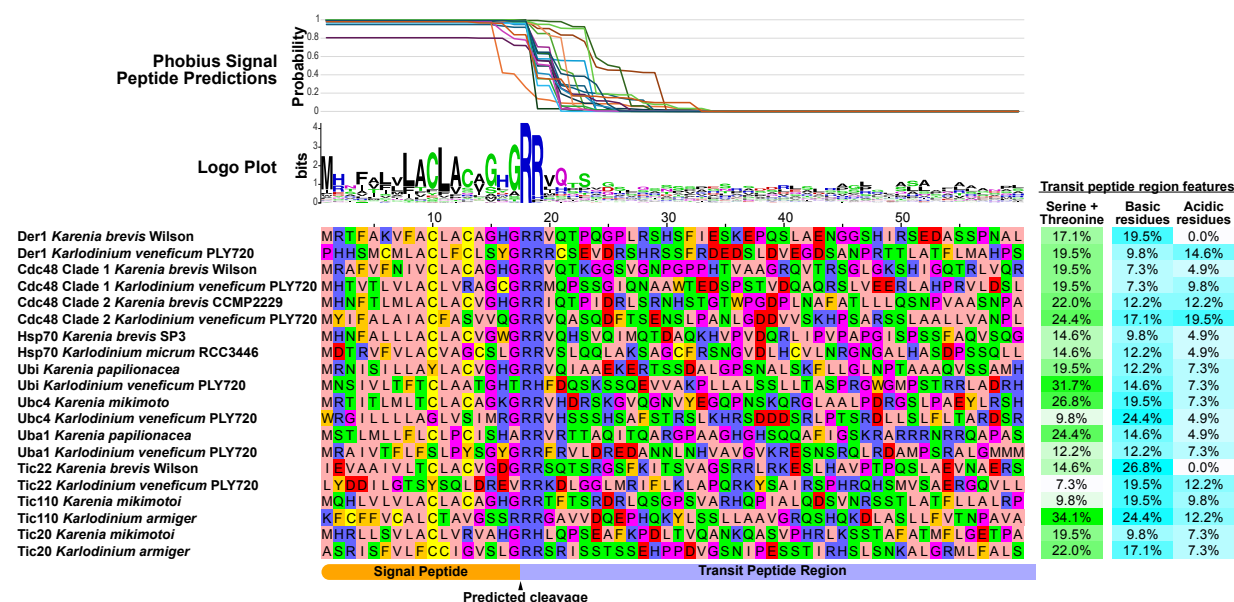 Phobius Signal
Peptide Predictions
Probability
1
0.8
0.6
0.4
0.2
0
Logo Plot
bits
4
3
2
1
0
Transit peptide region features
Serine + Threonine Basic residues Acidic residues
10 20 30 40 50
Der1 Karenia brevis Wilson MRTFAKVFACLACAGHGRRVQTPQGPLRSHSFIESKEPQSLAENGGSHIRSEDASSPNAL 17.1% 19.5% 0.0%
Der1 Karlodinium veneficum PLY720 PHHSMCMLACLFCLSYGRRRCSEVDRSHRSSFRDEDSLDVEGDSANPRTTLATFLMAHPS 19.5% 9.8% 14.6%
Cdc48 Clade 1 Karenia brevis Wilson MRAFVFNIVCLACAGHGRRVQTKGGSVGNPGPPHTVAAGRQVTRSGLGKSHIGQTRLVQR 19.5% 7.3% 4.9%
Cdc48 Clade 1 Karlodinium veneficum PLY720 MHTVTLVLACLVRAGCGRRMQPSSGIQNAAWTEDSPSTVDQAQRSLVEERLAHPRVLDSL 19.5% 7.3% 9.8%
Cdc48 Clade 2 Karenia brevis CCMP2229 MHNFTLMLACLACVGHGRRIQTPIDRLSRNHSTGTWPGDPLNAFATLLLQSNPVAASNPA 22.0% 12.2% 12.2%
Cdc48 Clade 2 Karlodinium veneficum PLY720 MYIFALAIACFASVVQGRRVQASQDFTSENSLPANLGDDVVSKHPSARSSLAALLVANPL 24.4% 17.1% 19.5%
Hsp70 Karenia brevis SP3 MHNFALLLACLACVGWGRRVQHSVQIMQTDAQKHVPVDQRLIPVPAPGISPSSFAQVSQG 14.6% 9.8% 4.9%
Hsp70 Karlodinium micrum RCC3446 MDTRVFVLACVAGCSLGRRVSLQQLAKSAGCFRSNGVDLHCVLNRGNGALHASDPSSQLL 14.6% 12.2% 4.9%
Ubi Karenia papilionacea MRNISILLAYLACVGHGRRVQIAAEKERTSSDALGPSNALSKFLLGLNPTAAAQVSSAMH 19.5% 12.2% 7.3%
Ubi Karlodinium veneficum PLY720 MNSIVLTFTCLAATGHTRHFDQSKSSQEVVAKPLLALSSLLTASPRGWGMPSTRRLADRH 31.7% 14.6% 7.3%
Ubc4 Karenia mikimoto MRTITLMLTCLACAGKGRRVHDRSKGVQGNVYEGQPNSKQRGLAALPDRGSLPAEYLRSH 26.8% 19.5% 7.3%
Ubc4 Karlodinium veneficum PLY720 WRGILLLLAGLVSIMRGRRVHSSSHSAFSTRSLKHRSDDDSRLPTSRDLLSLFLTARDSR 9.8% 24.4% 4.9%
Uba1 Karenia papilionacea MSTLMLLFLCLPCISHARRVRTTAQITQARGPAAGHGHSQQAFIGSKRARRRNRRQAPAS 24.4% 14.6% 4.9%
Uba1 Karlodinium veneficum PLY720 MRAIVTFLFSLPYSGYGRRFRVLDREDANNLNHVAVGVKRESNSRQLRDAMPSRALGMMM 12.2% 12.2% 7.3%
Tic22 Karenia brevis Wilson IEVAAIVLTCLACVGDGRRSQTSRGSFKITSVAGSRRLRKESLHAVPTPQSLAEVNAERS 14.6% 26.8% 0.0%
Tic22 Karlodinium veneficum PLY720 LYDDILGTSYSQLDREVRRKDLGGLMRIFLKLAPQRKYSAIRSPHRQHSMVSAERGQVLL 7.3% 19.5% 12.2%
Tic110 Karenia mikimotoi MQHLVLVLACLACAGHGRRTFTSRDRLQSGPSVARHQPIALQDSVNRSSTLATFLLALRP 9.8% 19.5% 9.8%
Tic110 Karlodinium armiger KFCFFVCALCTAVGSSRRRGAVVDQEPHQKYLSSLLAAVGRQSHQKDLASLLFVTNPAVA 34.1% 24.4% 12.2%
Tic20 Karenia mikimotoi MHRLLSVLACLVCAVHGRRHLQPSEAFKPDLTVQANKQASVPHRLKSSTAFATMFLGETPA 19.5% 9.8% 7.3%
Tic20 Karlodinium armiger ASRISFVLFCCIGVSLGRRSRISSTSSEHPPDVGSNIPESSTIRHSLSNKALGRMLFALS 22.0% 17.1% 7.3%
Signal Peptide Transit Peptide Region
Predicted cleavage